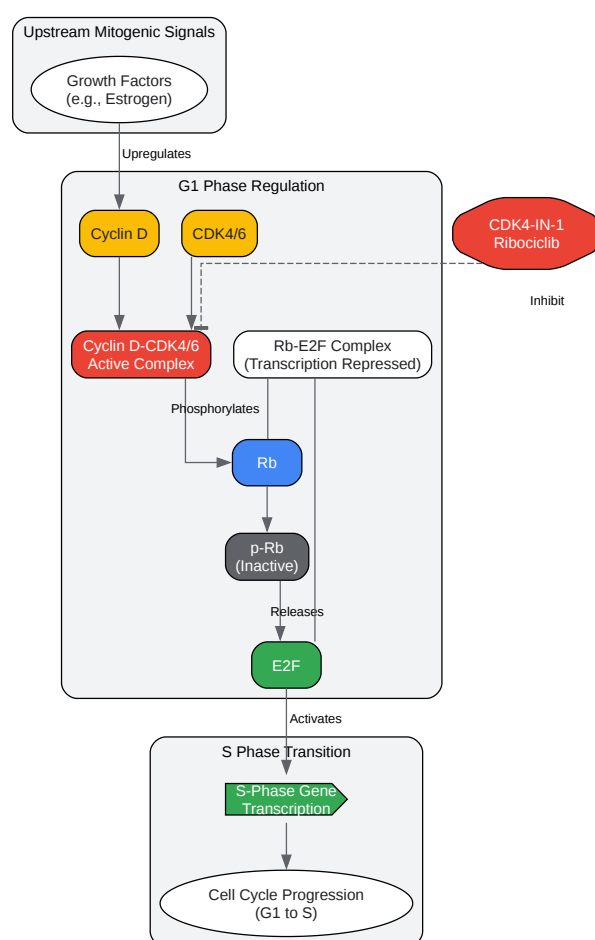 Upstream Mitogenic Signals
Growth Factors
(e.g., Estrogen)
Upregulates
G1 Phase Regulation
Cyclin D
CDK4/6
CDK4-IN-1
Ribociclib
Inhibit
Cyclin D-CDK4/6
Active Complex
Rb-E2F Complex
(Transcription Repressed)
Phosphorylates
Rb
p-Rb
(Inactive)
Releases
E2F
Activates
S Phase Transition
S-Phase Gene
Transcription
Cell Cycle Progression
(G1 to S)